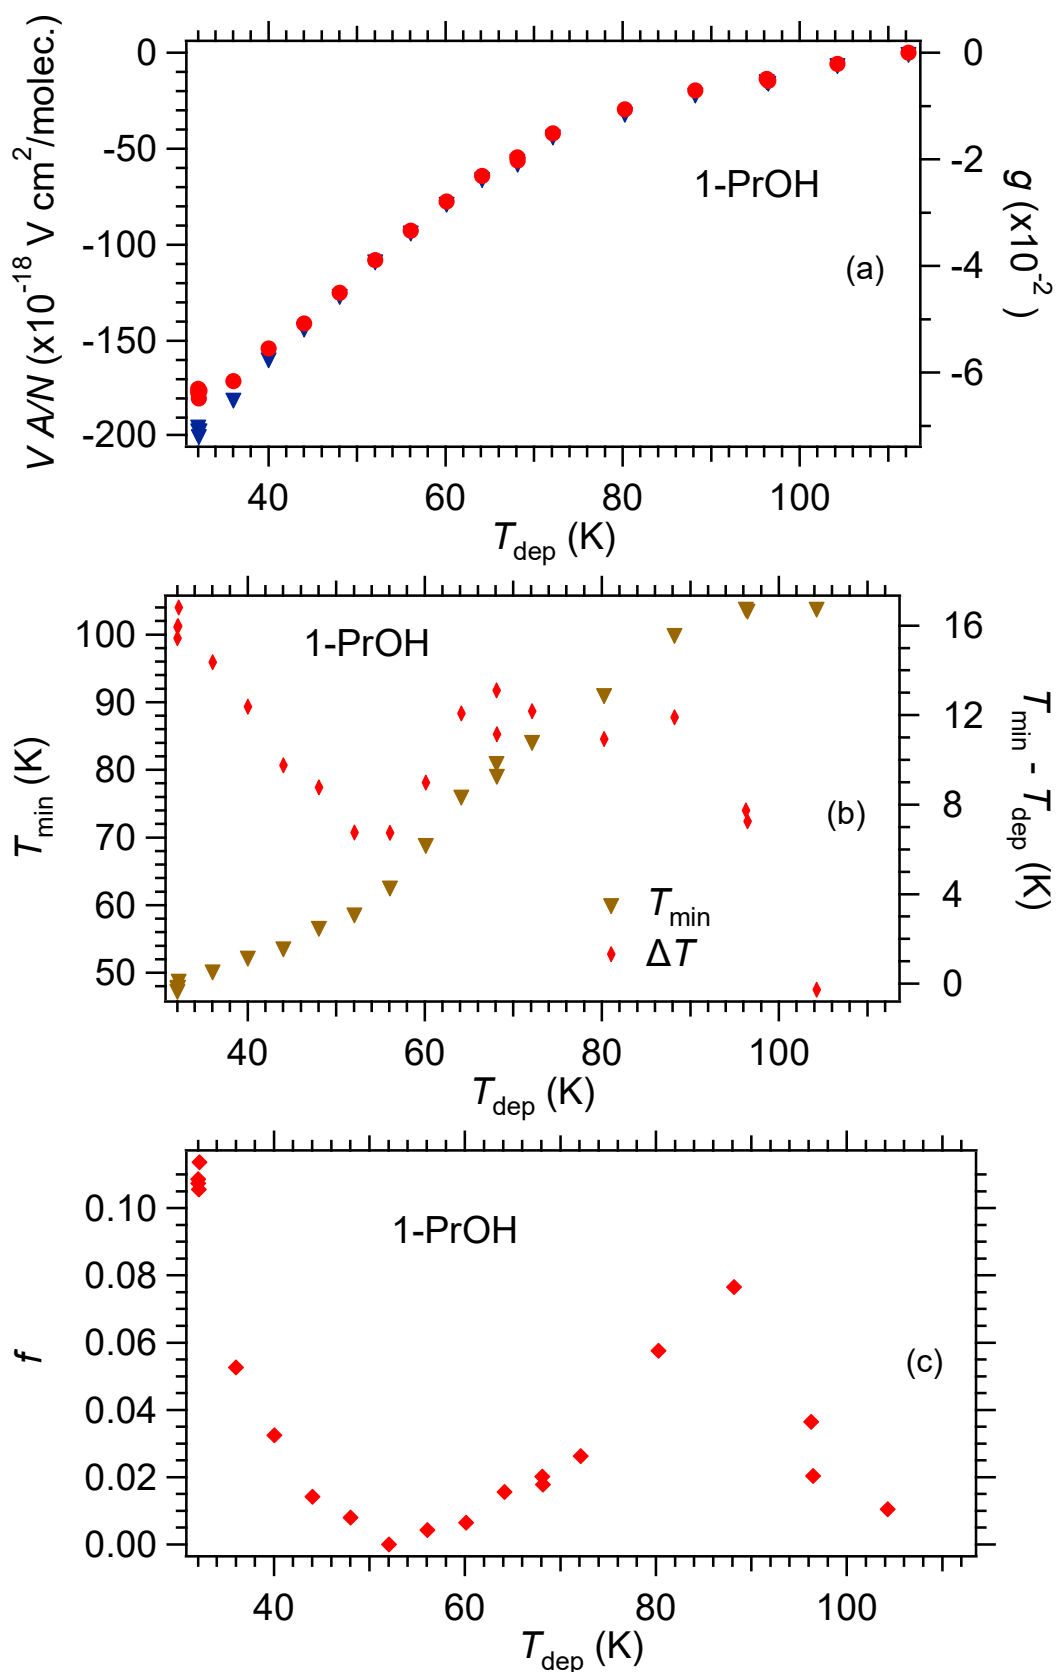 0
-50
-100
-150
-200
V A/N (x10^-18 V cm^2/molec.)
0
-2
-4
-6
g (x10^-2)
1-PrOH
(a)
40 60 80 100
T_dep (K)
100
90
80
70
60
50
T_min (K)
16
12
8
4
0
T_min - T_dep (K)
1-PrOH
(b)
T_min
ΔT
40 60 80 100
T_dep (K)
0.10
0.08
0.06
0.04
0.02
0.00
f
1-PrOH
(c)
40 60 80 100
T_dep (K)